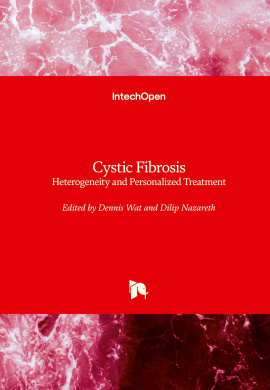 IntechOpen
Cystic Fibrosis
Heterogeneity and Personalized Treatment
Edited by Dennis Wat and Dilip Nazareth